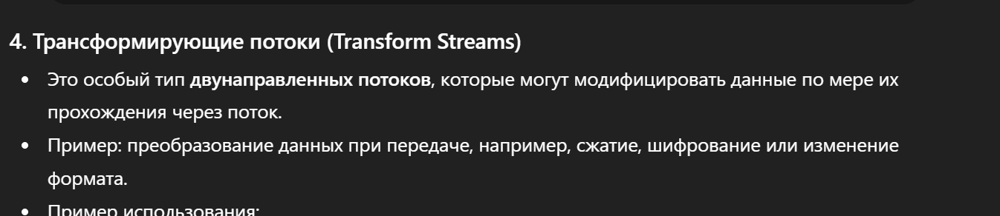 4. Трансформирующие потоки (Transform Streams)
• Это особый тип двунаправленных потоков, которые могут модифицировать данные по мере их
прохождения через поток.
• Пример: преобразование данных при передаче, например, сжатие, шифрование или изменение
формата.
• Пример использования: